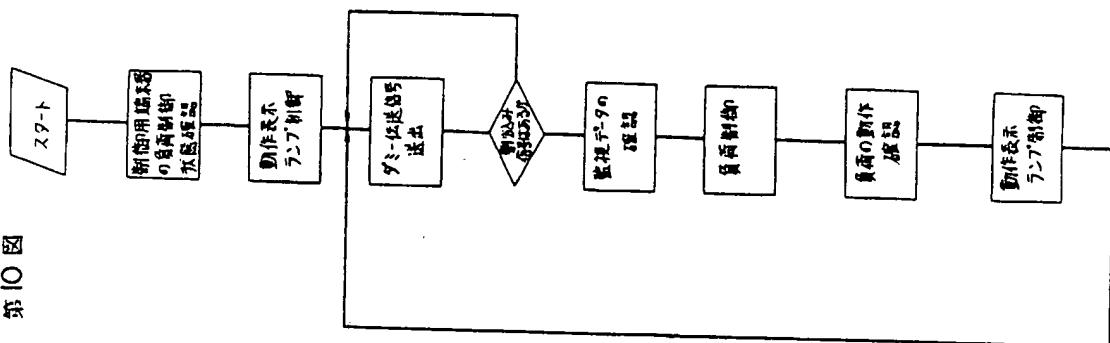 第10図
スタート
制御用端末器
の負荷制御
状態確認
動作表示
ランプ制御
ダミー伝送信号
送出
割り込み
信号はあるか
監視データの
確認
負荷制御
負荷の動作
確認
動作表示
ランプ制御